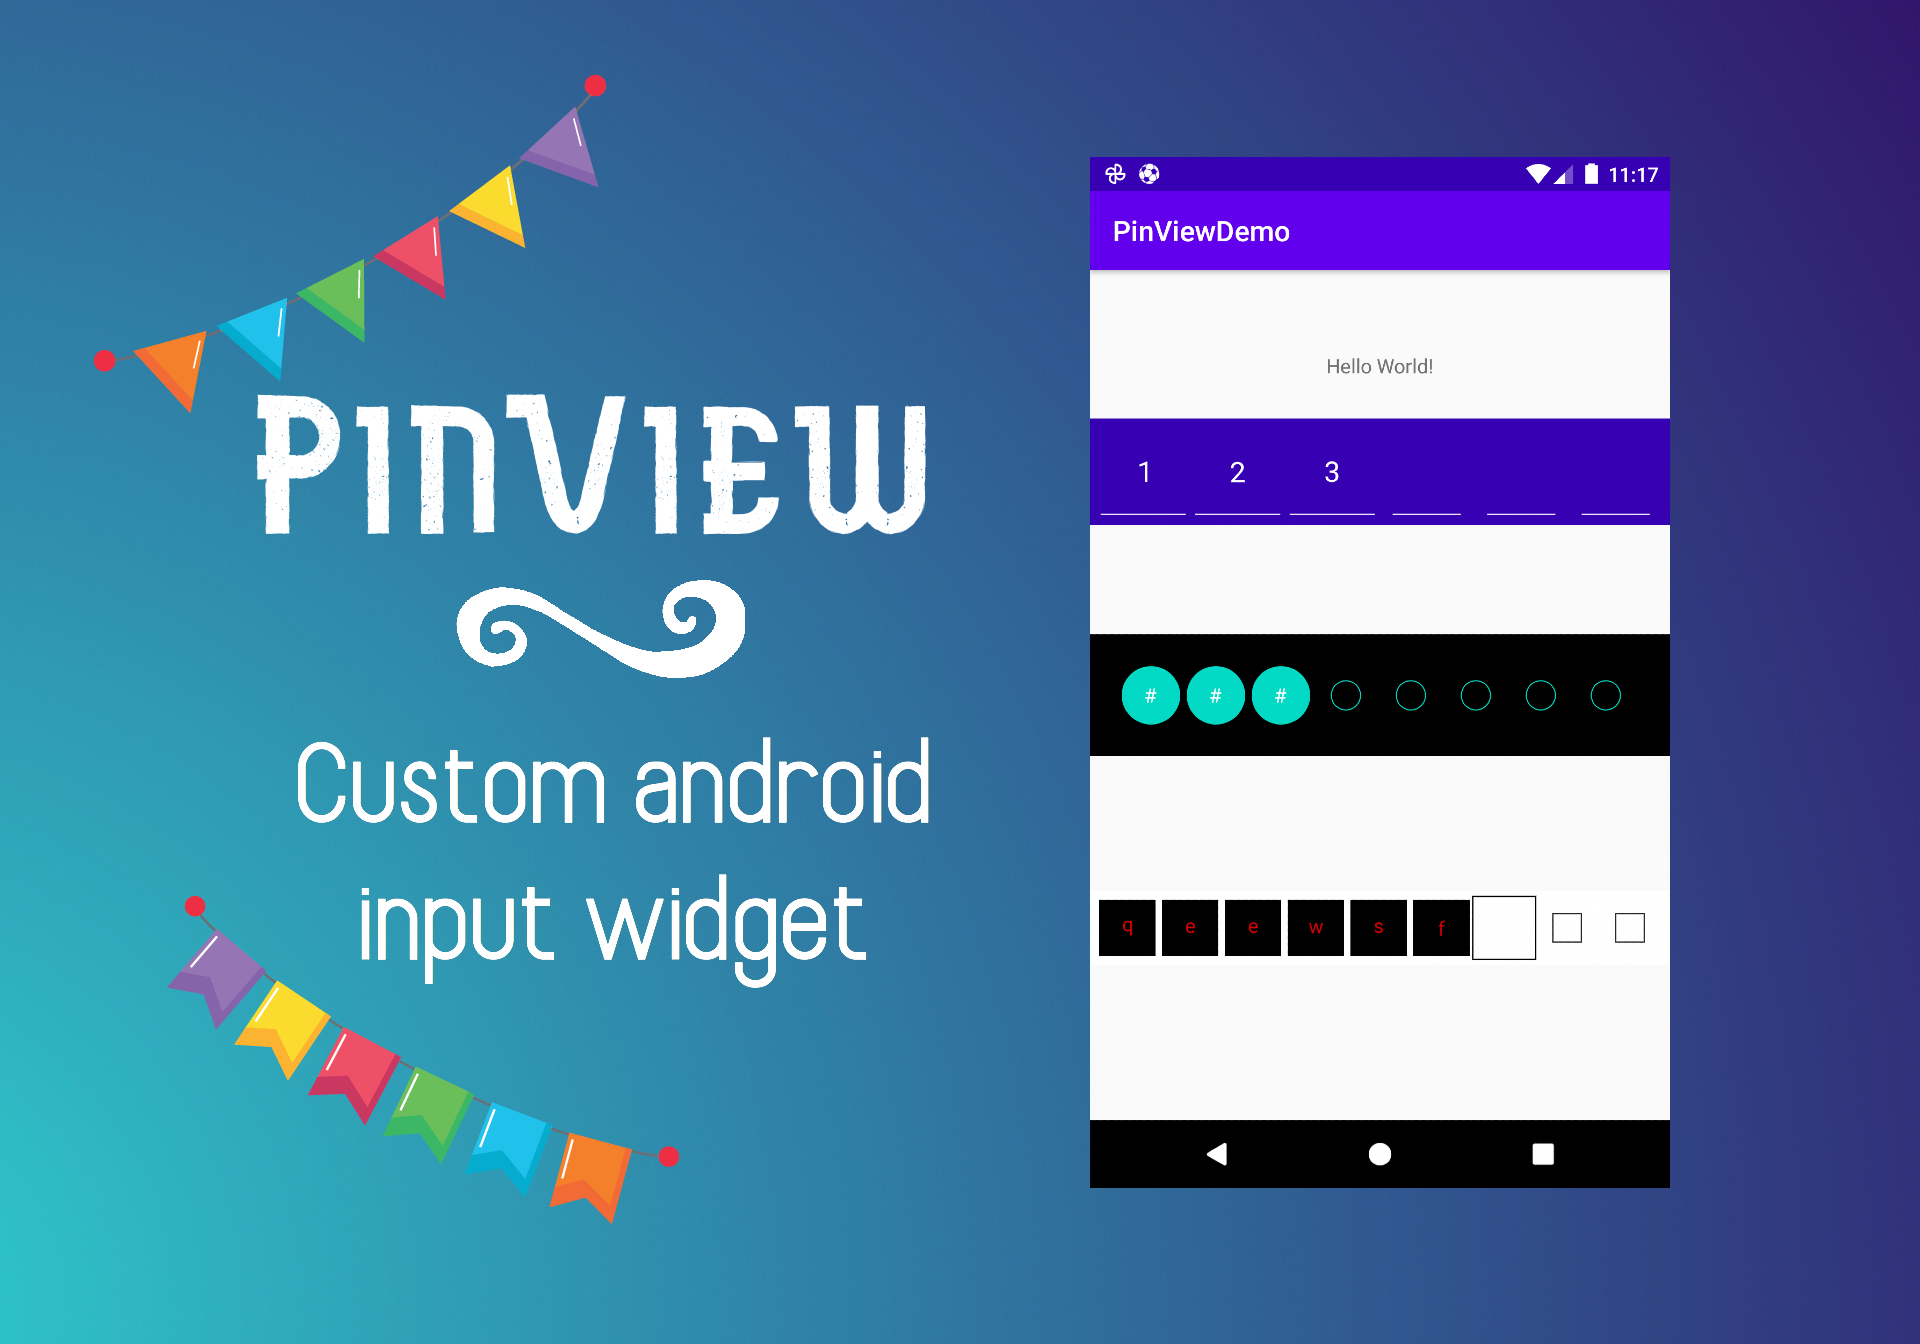 PINVIEW
Custom android
input widget
11:17
PinViewDemo
Hello World!
1 2 3
# # #
q e e w s f